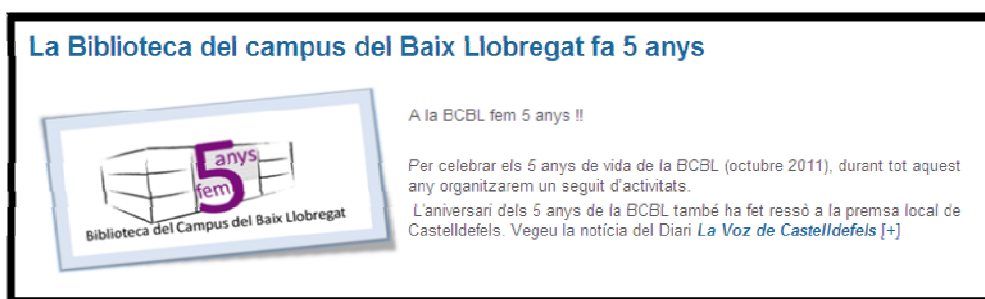 La Biblioteca del campus del Baix Llobregat fa 5 anys
5
anys
fem
Biblioteca del Campus del Baix Llobregat
A la BCBL fem 5 anys !!
Per celebrar els 5 anys de vida de la BCBL (octubre 2011), durant tot aquest
any organitzarem un seguit d'activitats.
L'aniversari dels 5 anys de la BCBL també ha fet ressò a la premsa local de
Castelldefels. Vegeu la notícia del Diari La Voz de Castelldefels [+]